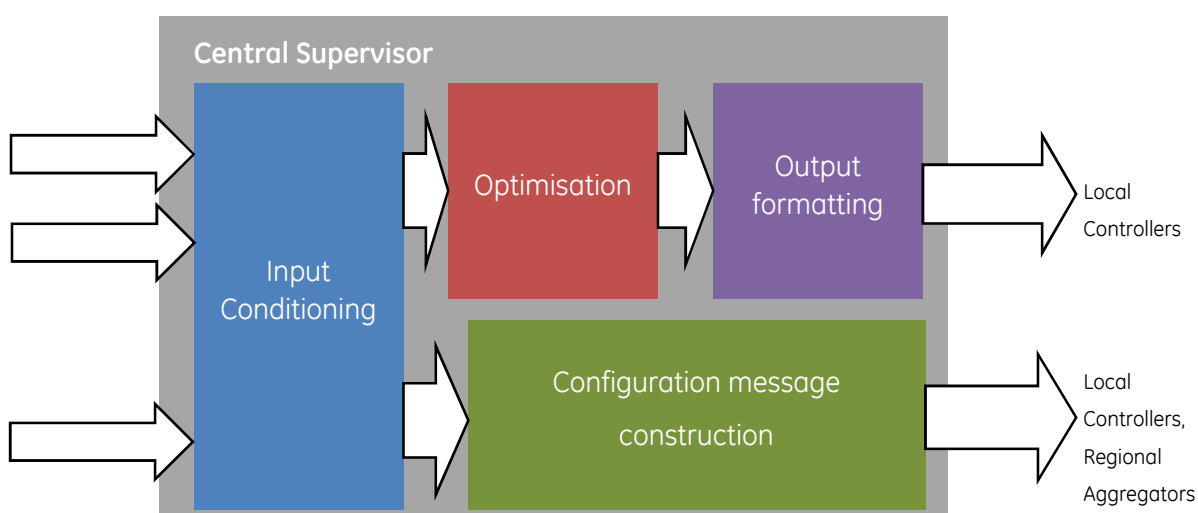 Central Supervisor
Input
Conditioning
Optimisation
Output
formatting
Local
Controllers
Configuration message
construction
Local
Controllers,
Regional
Aggregators